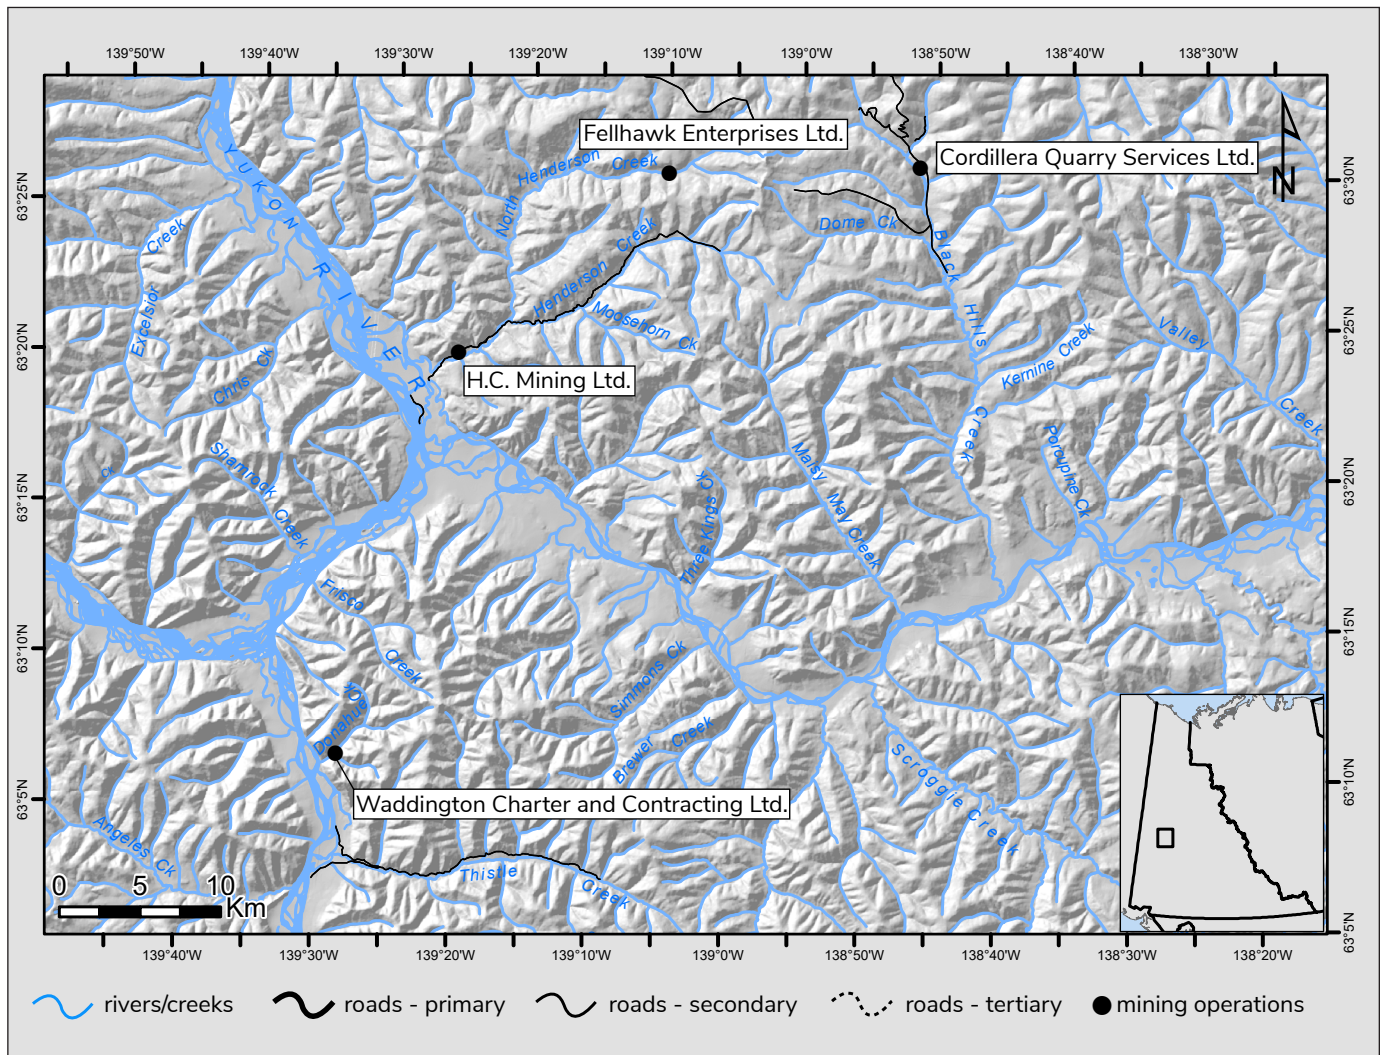 139°50'W 139°40'W 139°30'W 139°20'W 139°10'W 139°0'W 138°50'W 138°40'W 138°30'W
Fellhawk Enterprises Ltd.
Cordillera Quarry Services Ltd.
N
63°25'N
63°30'N
YUKON RIVER
North Henderson Creek
Excelsior Creek
Dome Ck
Black Hills Creek
Henderson Creek
Moosehorn Ck
63°20'N
63°25'N
H.C. Mining Ltd.
Chris Ck
Kernine Creek
Valley Creek
Shamrock Creek
Ck
Maisy May Creek
Porcupine Ck
63°15'N
63°20'N
Three Kings Ck
Frisco Creek
63°10'N
63°15'N
Simmons Ck
Donahue Ck
Brewer Creek
Scroggie Creek
63°5'N
63°10'N
Waddington Charter and Contracting Ltd.
Angeles Ck
Thistle Creek
0 5 10
Km
63°5'N
139°40'W 139°30'W 139°20'W 139°10'W 139°0'W 138°50'W 138°40'W 138°30'W 138°20'W
rivers/creeks roads - primary roads - secondary roads - tertiary mining operations